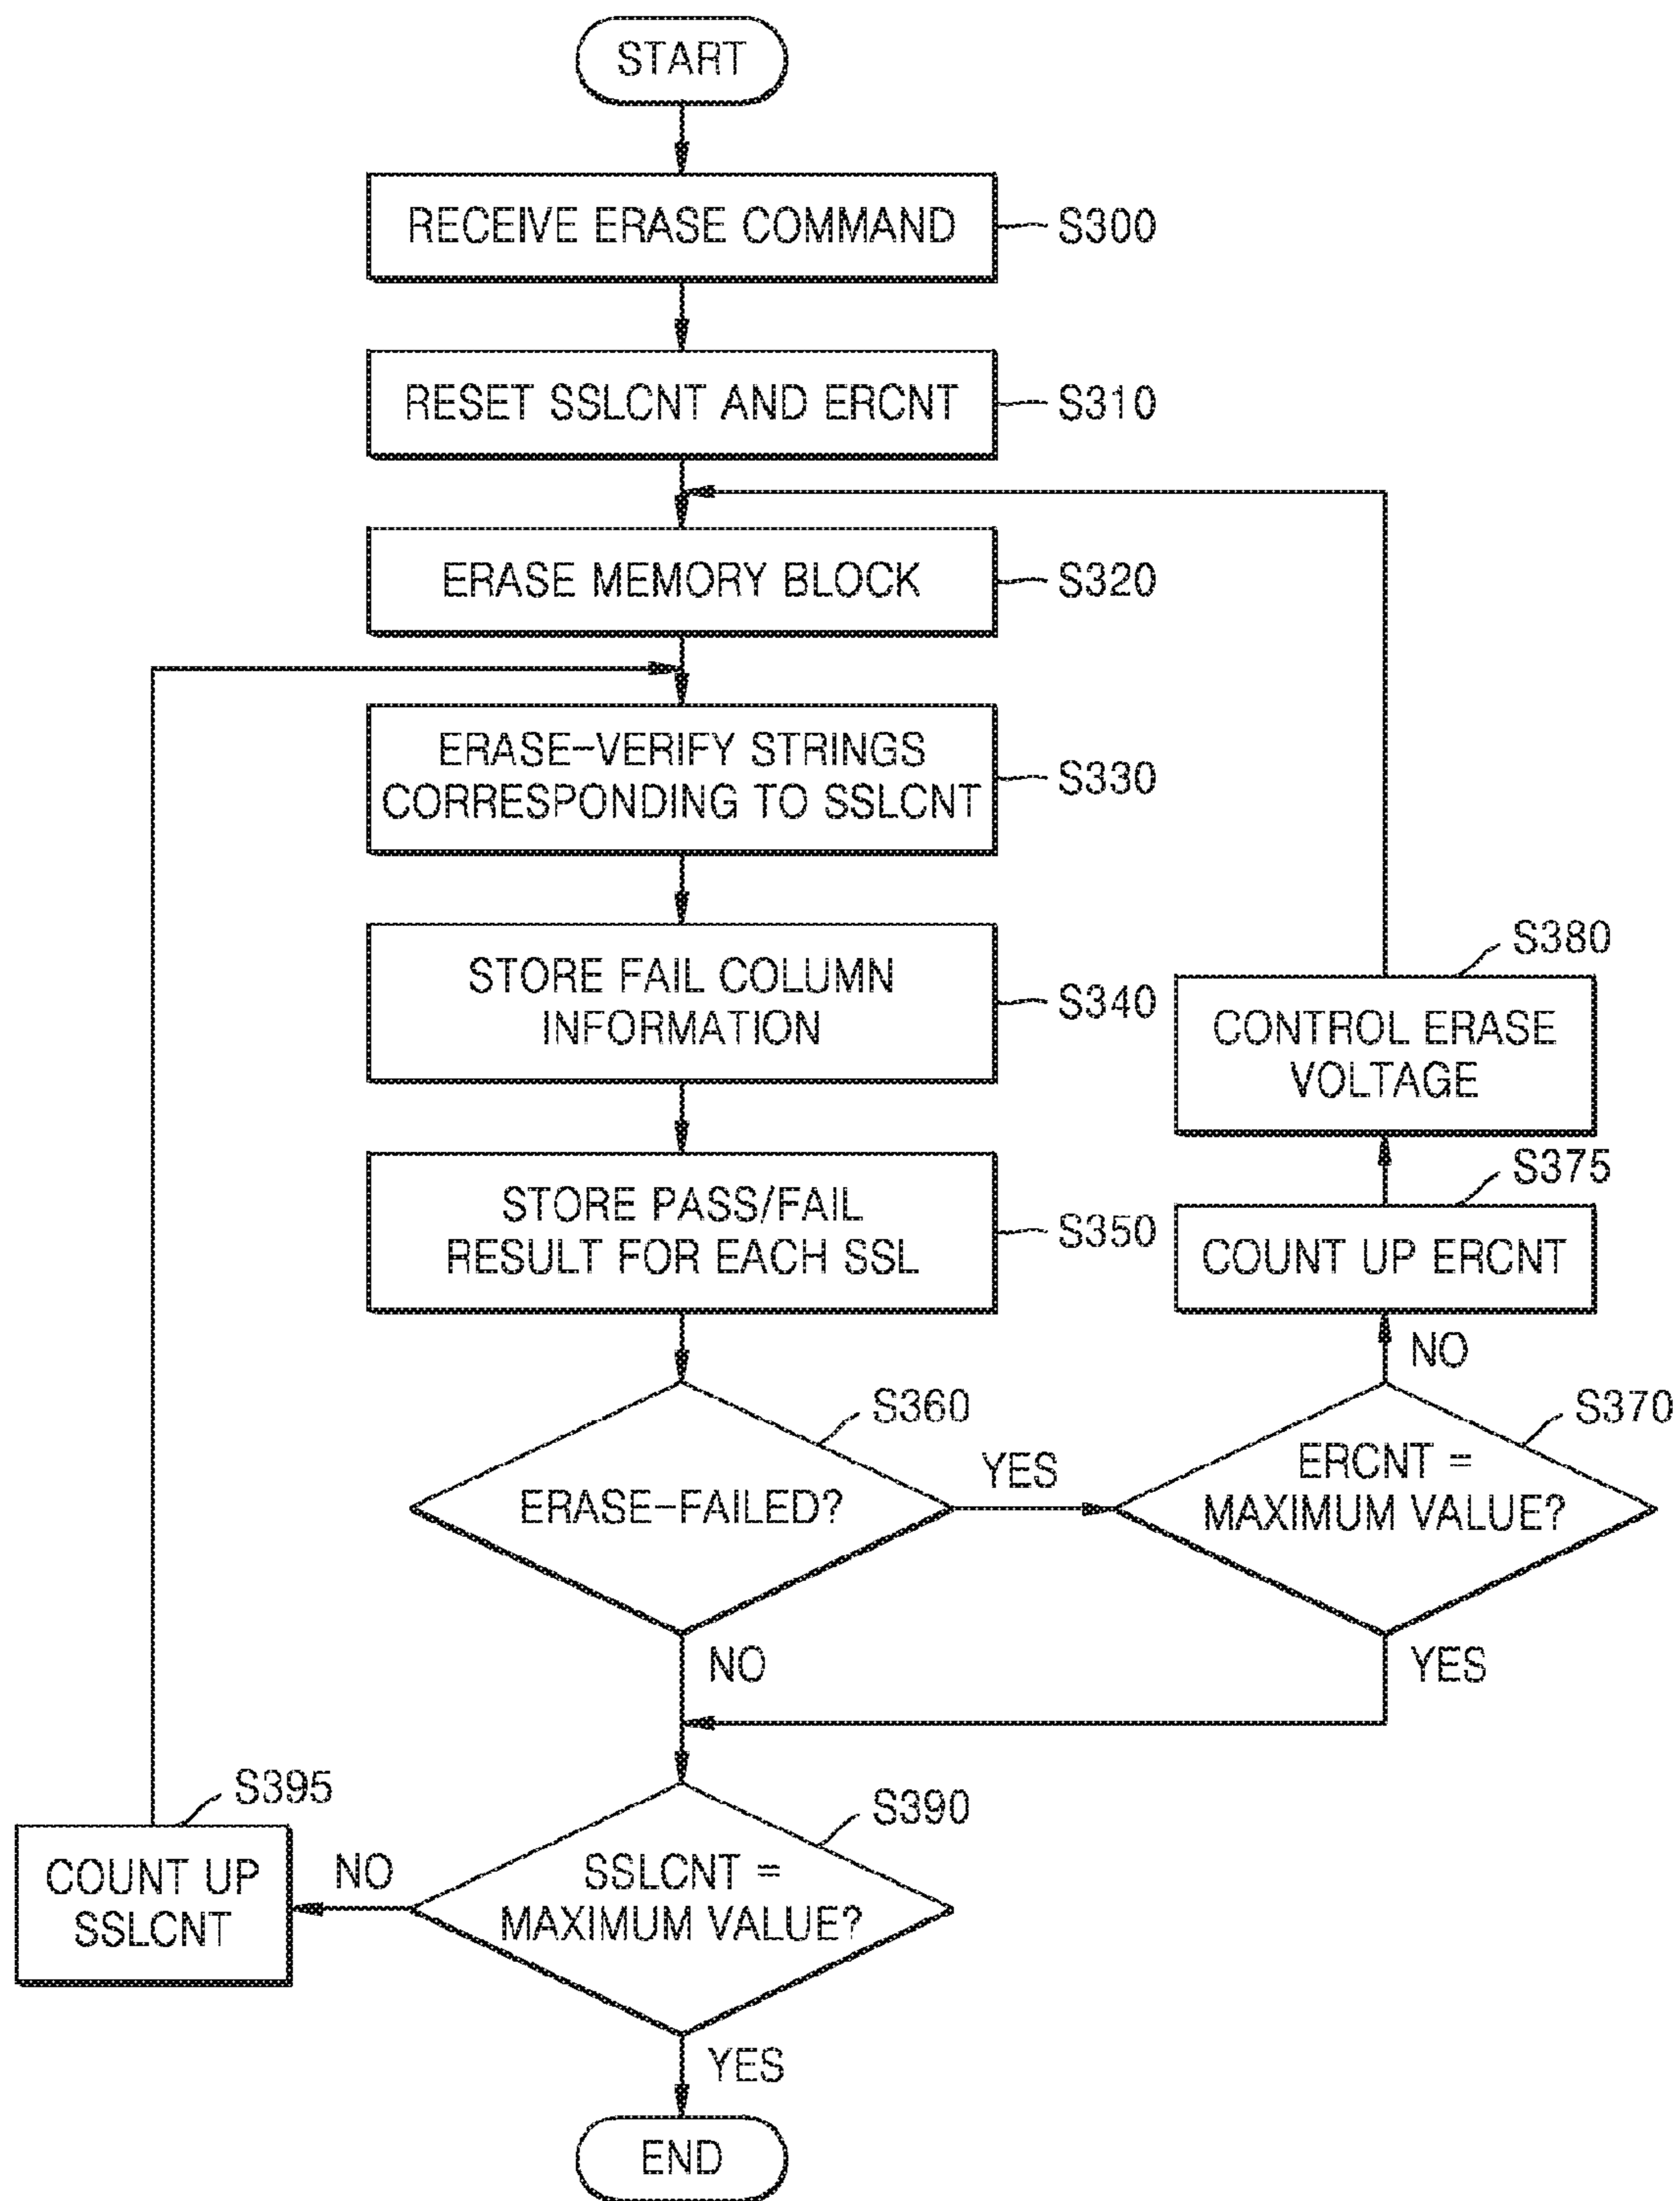 START
RECEIVE ERASE COMMAND
S300
RESET SSLCNT AND ERCNT
S310
ERASE MEMORY BLOCK
S320
ERASE-VERIFY STRINGS
CORRESPONDING TO SSLCNT
S330
STORE FAIL COLUMN
INFORMATION
S340
S380
CONTROL ERASE
VOLTAGE
STORE PASS/FAIL
RESULT FOR EACH SSL
S350
S375
COUNT UP ERCNT
NO
S360
ERASE-FAILED?
YES
S370
ERCNT =
MAXIMUM VALUE?
NO
YES
S395
COUNT UP
SSLCNT
NO
S390
SSLCNT =
MAXIMUM VALUE?
YES
END